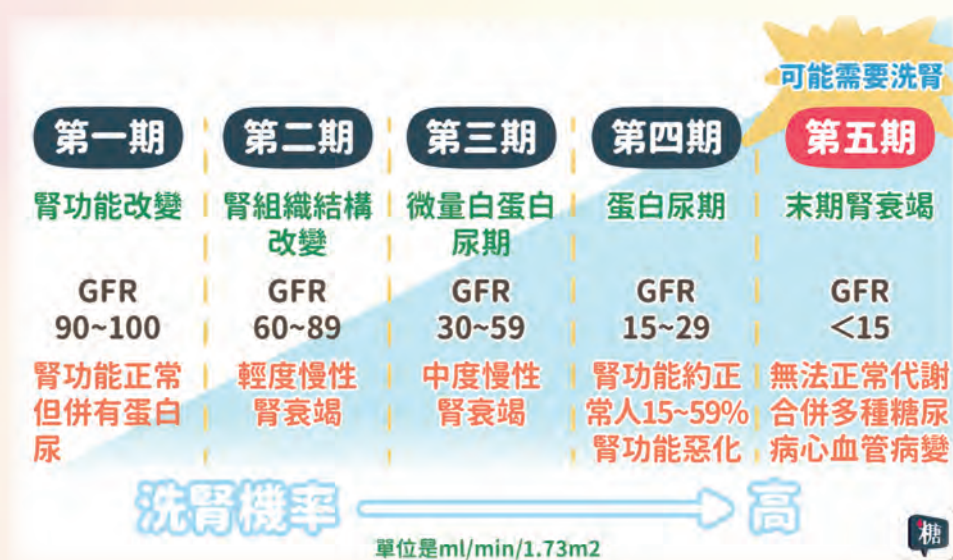 可能需要洗腎
第一期
第二期
第三期
第四期
第五期
腎功能改變
腎組織結構
改變
微量白蛋白
尿期
蛋白尿期
末期腎衰竭
GFR
90~100
GFR
60~89
GFR
30~59
GFR
15~29
GFR
<15
腎功能正常
但併有蛋白
尿
輕度慢性
腎衰竭
中度慢性
腎衰竭
腎功能約正
常人15~59%
腎功能惡化
無法正常代謝
合併多種糖尿
病心血管病變
洗腎機率
高
單位是ml/min/1.73m2
糖